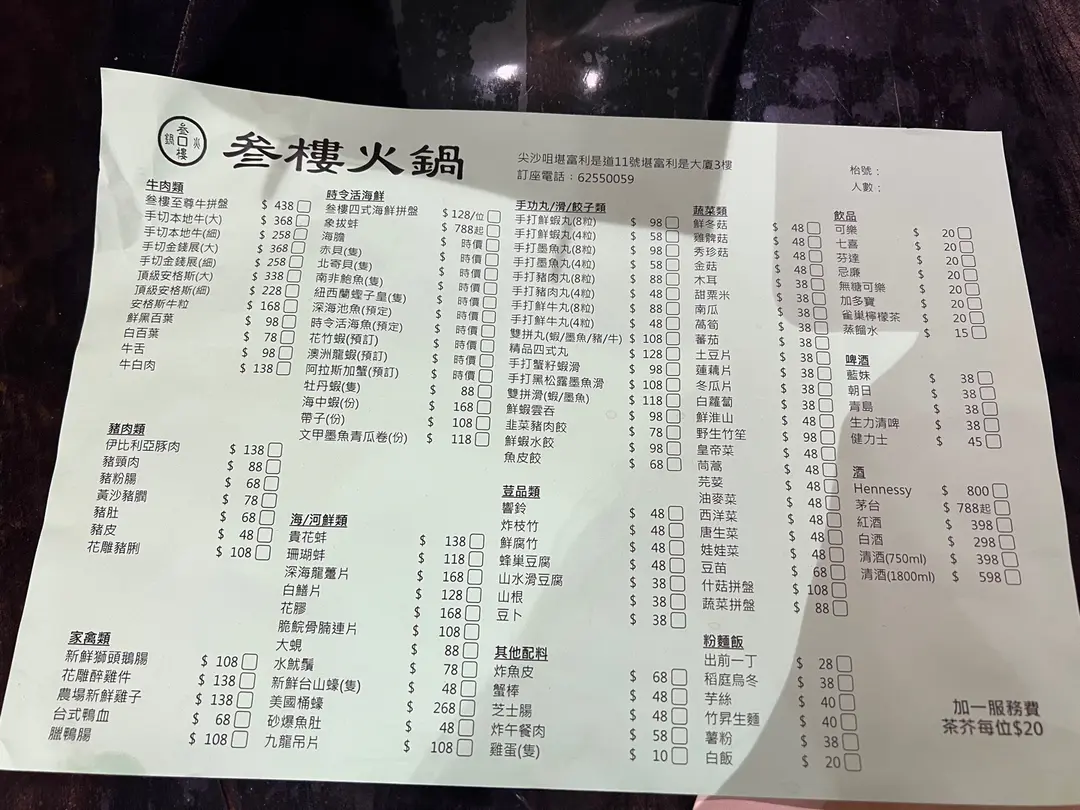 叁樓火鍋
叁樓火鍋
尖沙咀堪富利是道11號堪富利是大廈3樓
訂座電話：62550059
枱號：
人數：
牛肉類
叁樓至尊牛拼盤 $ 438
手切本地牛(大) $ 368
手切本地牛(細) $ 258
手切金錢展(大) $ 368
手切金錢展(細) $ 258
頂級安格斯(大) $ 338
頂級安格斯(細) $ 228
安格斯牛粒 $ 168
鮮黑百葉 $ 98
白百葉 $ 78
牛舌 $ 98
牛白肉 $ 138
豬肉類
伊比利亞豚肉 $ 138
豬頸肉 $ 88
豬粉腸 $ 68
黃沙豬膶 $ 78
豬肚 $ 68
豬皮 $ 48
花雕豬脷 $ 108
家禽類
新鮮獅頭鵝腸 $ 108
花雕醉雞件 $ 138
農場新鮮雞子 $ 138
台式鴨血 $ 68
臘鴨腸 $ 108
時令活海鮮
叁樓四式海鮮拼盤 $ 128/位
象拔蚌 $ 788起
海膽 $ 時價
赤貝(隻) $ 時價
北寄貝(隻) $ 時價
南非鮑魚(隻) $ 時價
紐西蘭蟶子皇(隻) $ 時價
深海池魚(預定) $ 時價
時令活海魚(預定) $ 時價
花竹蝦(預訂) $ 時價
澳洲龍蝦(預訂) $ 時價
阿拉斯加蟹(預訂) $ 時價
牡丹蝦(隻) $ 88
海中蝦(份) $ 168
帶子(份) $ 108
文甲墨魚青瓜卷(份) $ 118
海/河鮮類
貴花蚌 $ 138
珊瑚蚌 $ 118
深海龍躉片 $ 168
白鱔片 $ 128
花膠 $ 168
脆鯇骨腩連片 $ 108
大蜆 $ 88
水魷鬚 $ 78
新鮮台山蠔(隻) $ 48
美國桶蠔 $ 268
砂爆魚肚 $ 48
九龍吊片 $ 108
手功丸/滑/餃子類
手打鮮蝦丸(8粒) $ 98
手打鮮蝦丸(4粒) $ 58
手打墨魚丸(8粒) $ 98
手打墨魚丸(4粒) $ 58
手打豬肉丸(8粒) $ 88
手打豬肉丸(4粒) $ 48
手打鮮牛丸(8粒) $ 88
手打鮮牛丸(4粒) $ 48
雙拼丸(蝦/墨魚/豬/牛) $ 108
精品四式丸 $ 128
手打蟹籽蝦滑 $ 98
手打黑松露墨魚滑 $ 108
雙拼滑(蝦/墨魚) $ 118
鮮蝦雲吞 $ 98
韭菜豬肉餃 $ 78
鮮蝦水餃 $ 98
魚皮餃 $ 68
荳品類
響鈴 $ 48
炸枝竹 $ 48
鮮腐竹 $ 48
蜂巢豆腐 $ 48
山水滑豆腐 $ 38
山根 $ 38
豆卜 $ 38
其他配料
炸魚皮 $ 68
蟹棒 $ 48
芝士腸 $ 48
炸午餐肉 $ 58
雞蛋(隻) $ 10
蔬菜類
鮮冬菇 $ 48
雞髀菇 $ 48
秀珍菇 $ 48
金菇 $ 48
木耳 $ 38
甜粟米 $ 38
南瓜 $ 38
萵筍 $ 38
蕃茄 $ 38
土豆片 $ 38
蓮藕片 $ 38
冬瓜片 $ 38
白蘿蔔 $ 38
鮮淮山 $ 48
野生竹笙 $ 98
皇帝菜 $ 48
茼蒿 $ 48
芫荽 $ 48
油麥菜 $ 48
西洋菜 $ 48
唐生菜 $ 48
娃娃菜 $ 48
豆苗 $ 68
什菇拼盤 $ 108
蔬菜拼盤 $ 88
粉麵飯
出前一丁 $ 28
稻庭烏冬 $ 38
芋絲 $ 40
竹昇生麵 $ 40
薯粉 $ 38
白飯 $ 20
飲品
可樂 $ 20
七喜 $ 20
芬達 $ 20
忌廉 $ 20
無糖可樂 $ 20
加多寶 $ 20
雀巢檸檬茶 $ 20
蒸餾水 $ 15
啤酒
藍妹 $ 38
朝日 $ 38
青島 $ 38
生力清啤 $ 38
健力士 $ 45
酒
Hennessy $ 800
茅台 $ 788起
紅酒 $ 398
白酒 $ 298
清酒(750ml) $ 398
清酒(1800ml) $ 598
加一服務費
茶芥每位$20